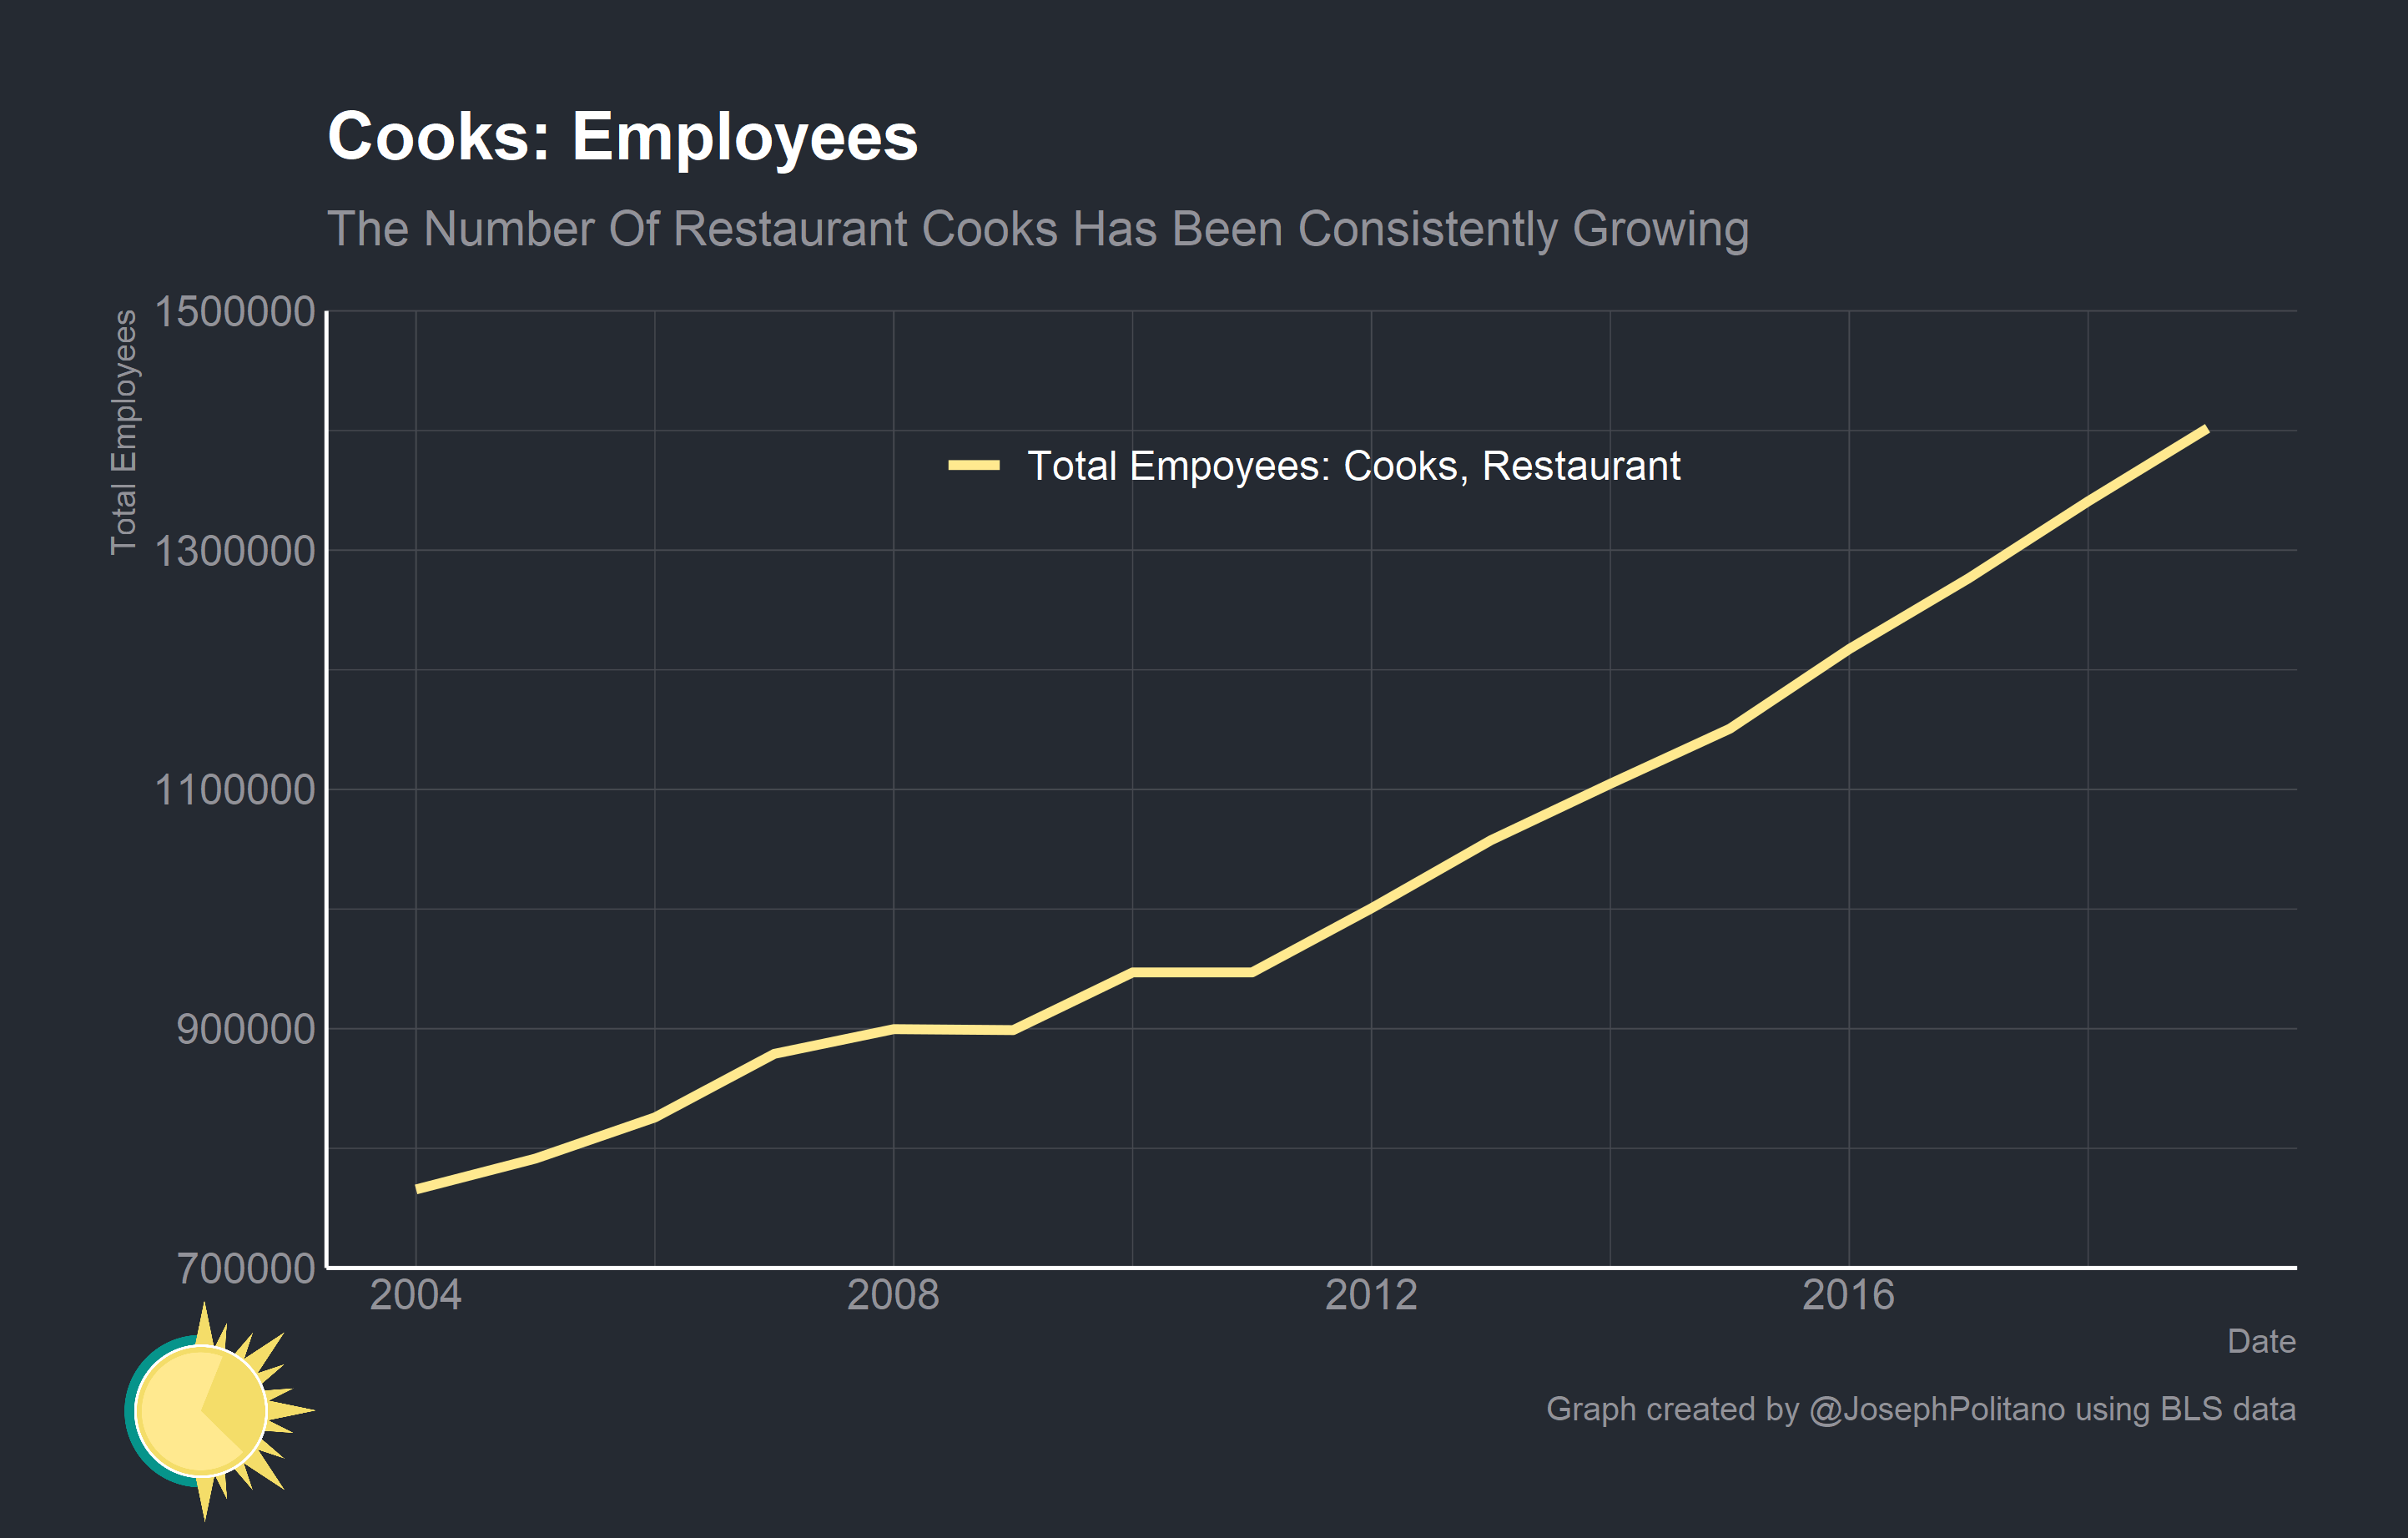 Cooks: Employees
The Number Of Restaurant Cooks Has Been Consistently Growing
Total Employees
1500000
1300000
1100000
900000
700000
Total Empoyees: Cooks, Restaurant
2004
2008
2012
2016
Date
Graph created by @JosephPolitano using BLS data